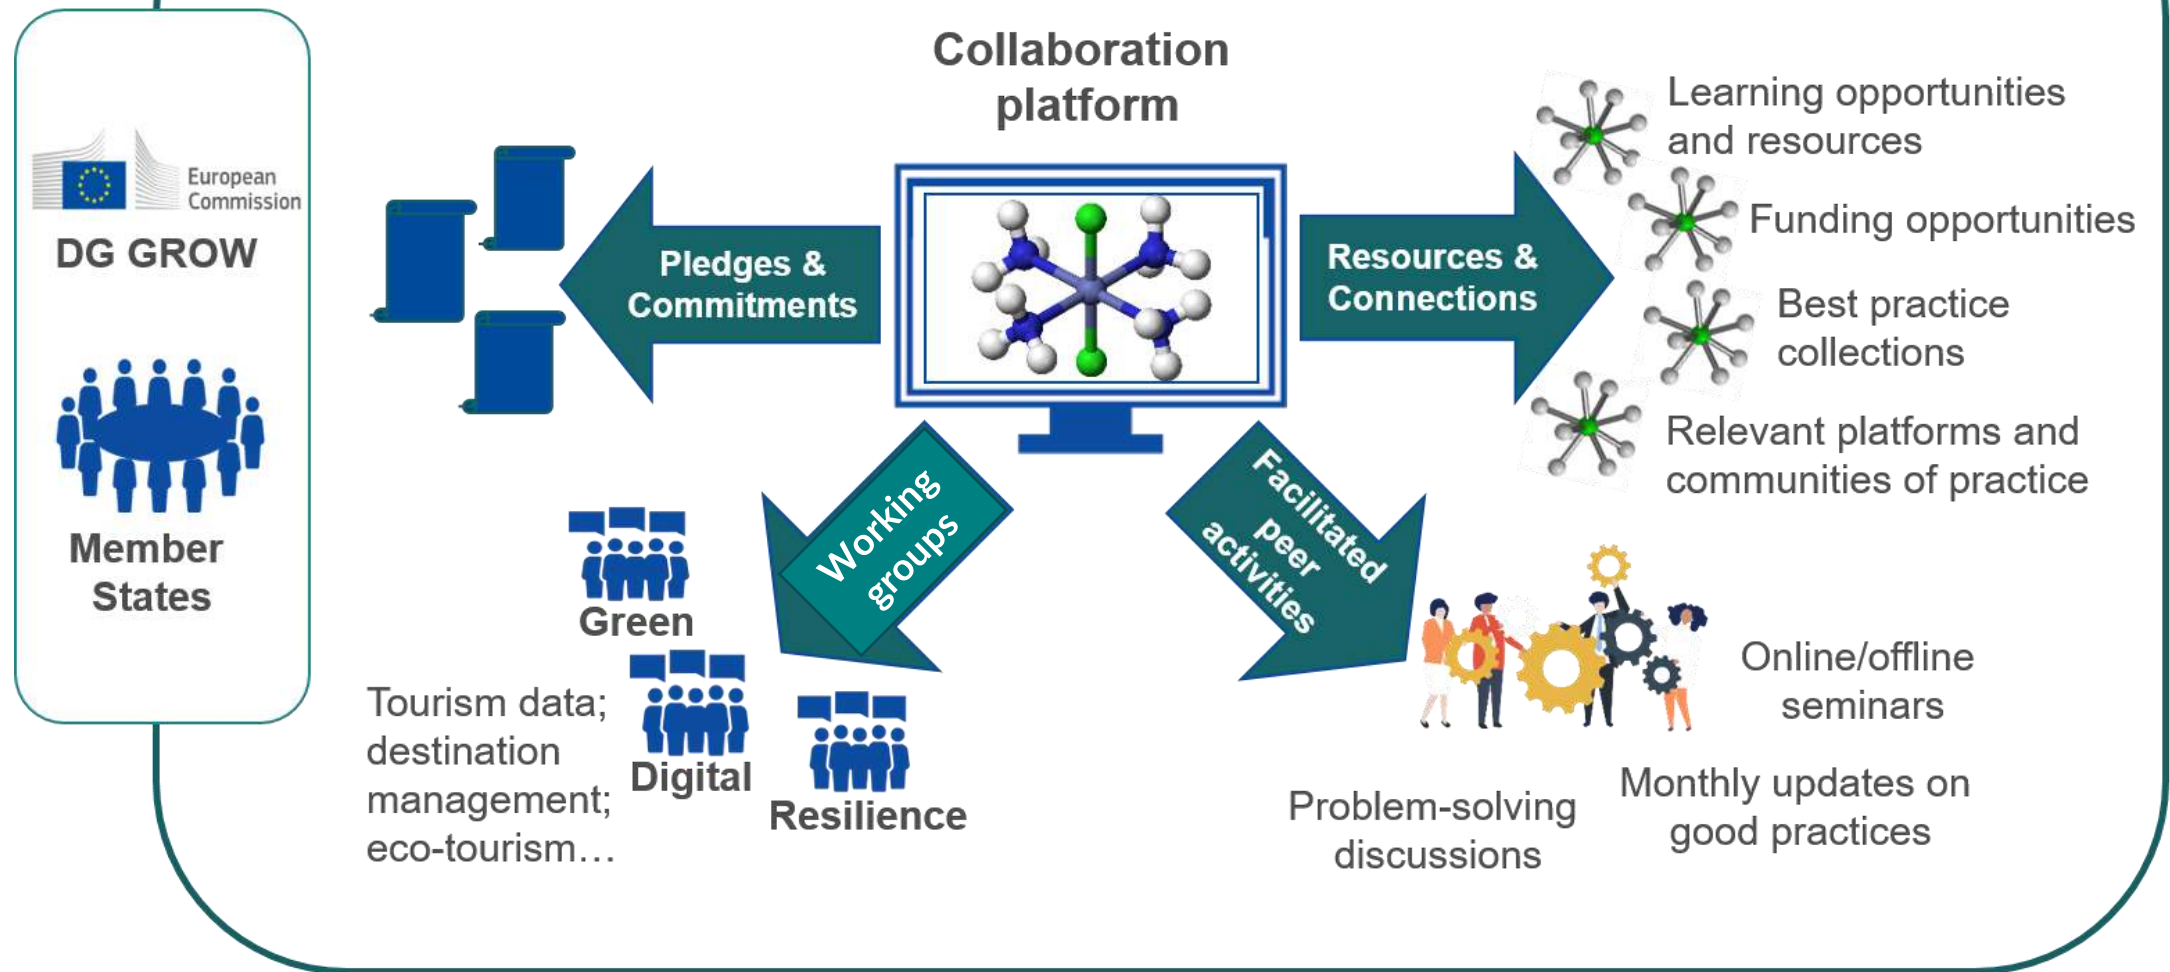 European
Commission
DG GROW
Member
States
Collaboration
platform
Pledges &
Commitments
Resources &
Connections
Learning opportunities
and resources
Funding opportunities
Best practice
collections
Relevant platforms and
communities of practice
Working
groups
Green
Digital
Resilience
Tourism data;
destination
management;
eco-tourism…
Facilitated
peer
activities
Online/offline
seminars
Monthly updates on
good practices
Problem-solving
discussions